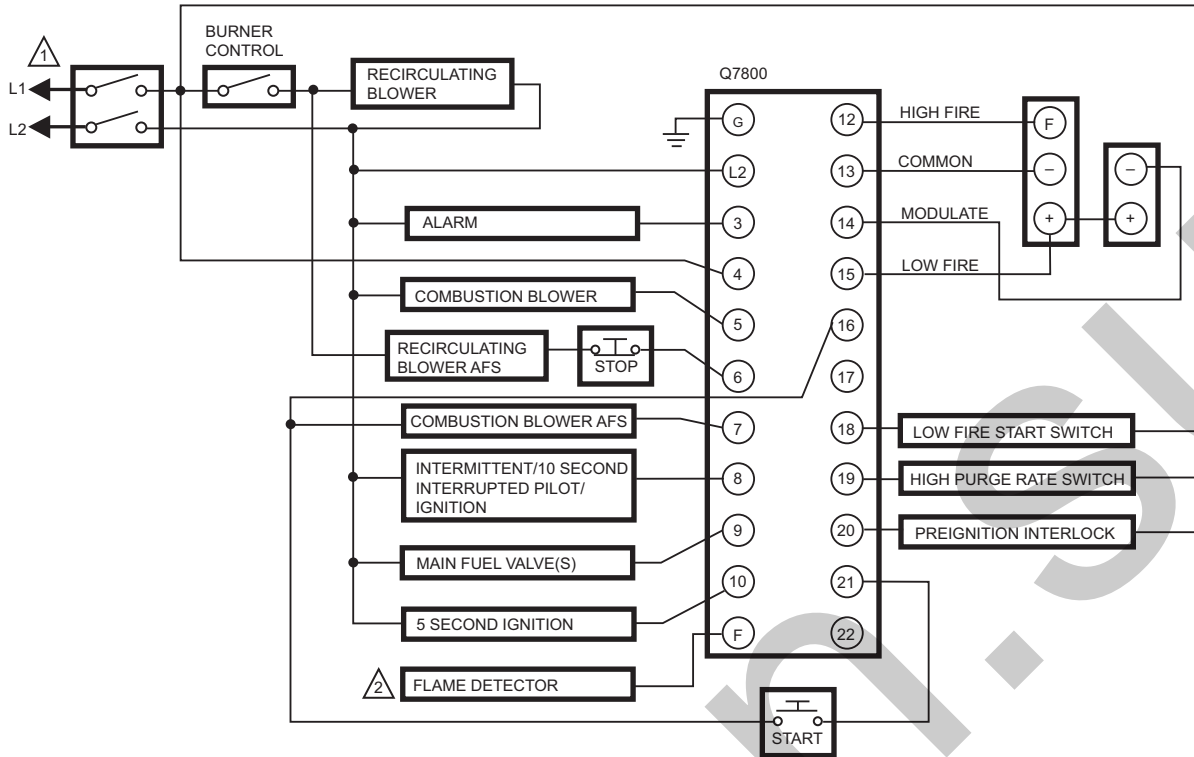 BURNER
CONTROL
1
L1
L2
RECIRCULATING
BLOWER
Q7800
G
12
HIGH FIRE
F
L2
13
COMMON
–
–
3
14
MODULATE
+
+
ALARM
4
15
LOW FIRE
COMBUSTION BLOWER
5
16
RECIRCULATING
BLOWER AFS
STOP
6
17
COMBUSTION BLOWER AFS
7
18
LOW FIRE START SWITCH
INTERMITTENT/10 SECOND
INTERRUPTED PILOT/
IGNITION
8
19
HIGH PURGE RATE SWITCH
9
20
PREIGNITION INTERLOCK
MAIN FUEL VALVE(S)
10
21
5 SECOND IGNITION
F
22
2
FLAME DETECTOR
START